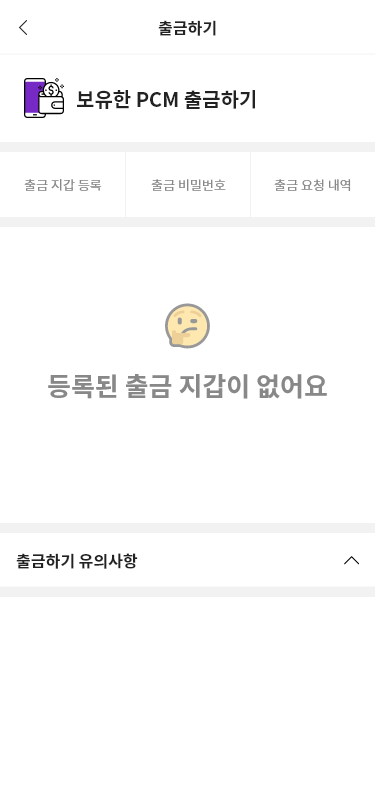 출금하기
보유한 PCM 출금하기
출금 지갑 등록
출금 비밀번호
출금 요청 내역
등록된 출금 지갑이 없어요
출금하기 유의사항